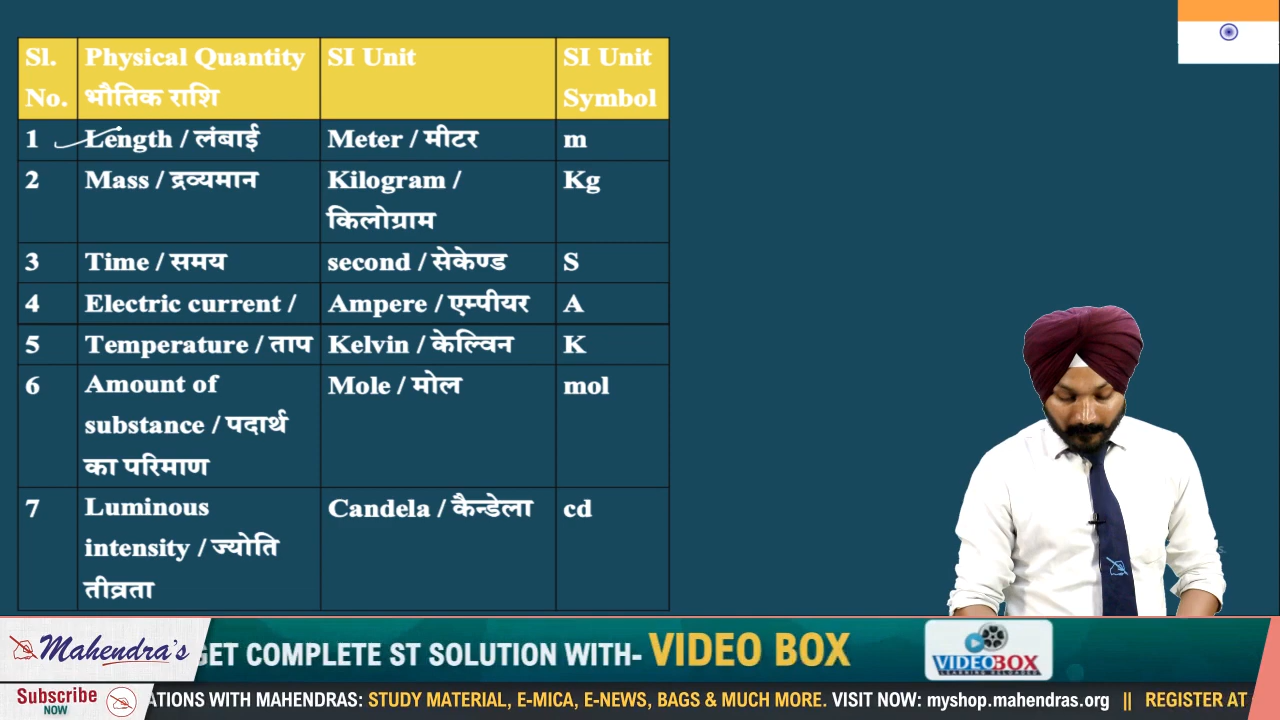 Sl. No. Physical Quantity भौतिक राशि SI Unit SI Unit Symbol
1 Length / लंबाई Meter / मीटर m
2 Mass / द्रव्यमान Kilogram / किलोग्राम Kg
3 Time / समय second / सेकेण्ड S
4 Electric current / Ampere / एम्पीयर A
5 Temperature / ताप Kelvin / केल्विन K
6 Amount of substance / पदार्थ का परिमाण Mole / मोल mol
7 Luminous intensity / ज्योति तीव्रता Candela / कैन्डेला cd
Mahendra's
GET COMPLETE ST SOLUTION WITH- VIDEO BOX
VIDEOBOX
LEARNING RELOADED
Subscribe
NOW
ATIONS WITH MAHENDRAS: STUDY MATERIAL, E-MICA, E-NEWS, BAGS & MUCH MORE. VISIT NOW: myshop.mahendras.org || REGISTER AT